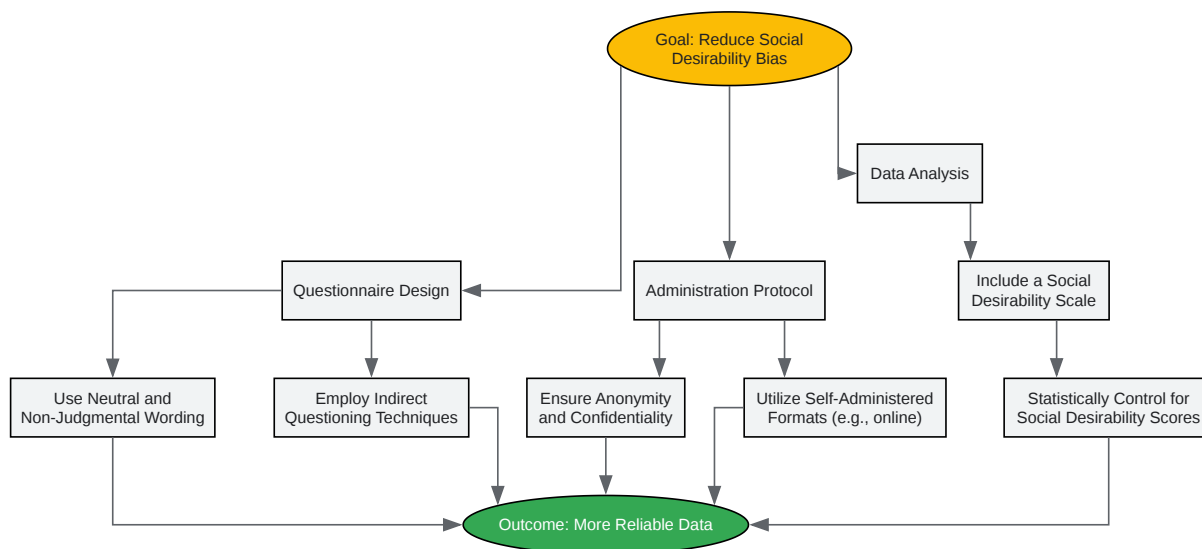 Goal: Reduce Social
Desirability Bias
Data Analysis
Questionnaire Design
Administration Protocol
Include a Social
Desirability Scale
Use Neutral and
Non-Judgmental Wording
Employ Indirect
Questioning Techniques
Ensure Anonymity
and Confidentiality
Utilize Self-Administered
Formats (e.g., online)
Statistically Control for
Social Desirability Scores
Outcome: More Reliable Data